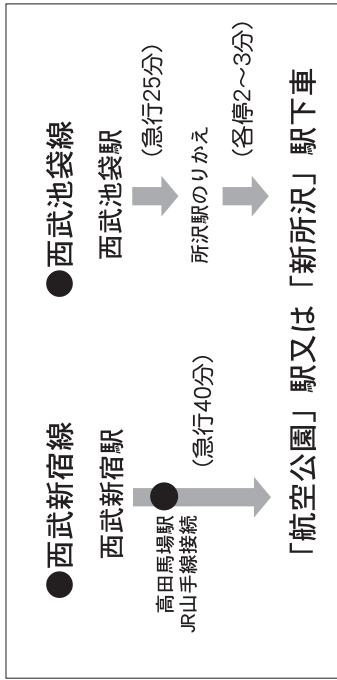 ●西武新宿線
西武新宿駅
高田馬場駅
JR山手線接続
(急行40分)
●西武池袋線
西武池袋駅
(急行25分)
所沢駅のりかえ
(各停2〜3分)
「航空公園」駅又は「新所沢」駅下車